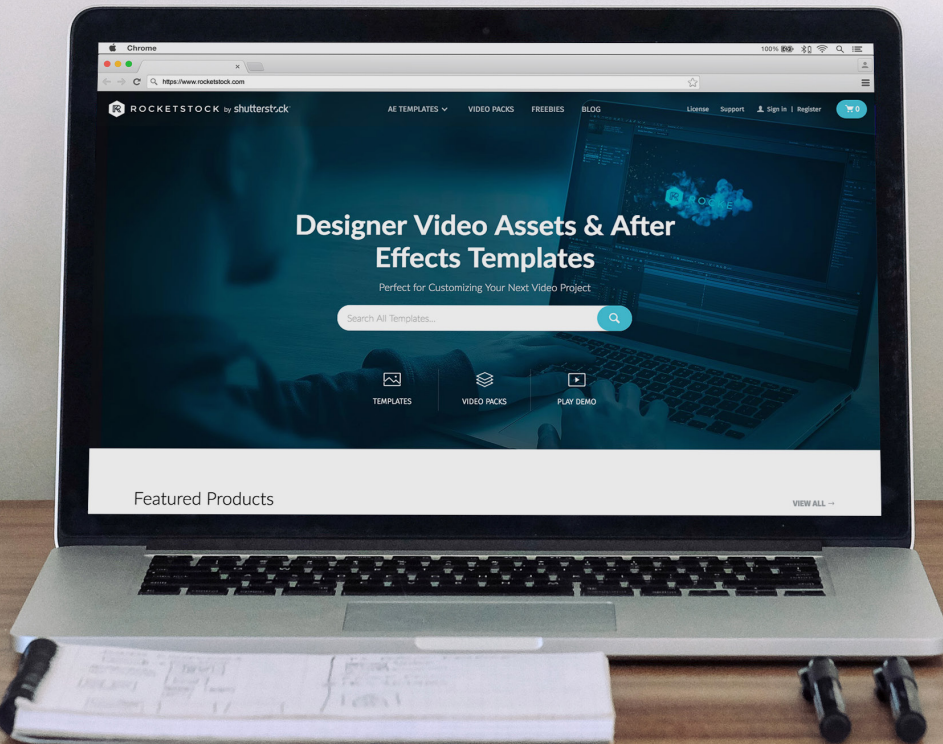 Chrome
100%
https://www.rocketstock.com
ROCKETSTOCK by shutterstock
AE TEMPLATES
VIDEO PACKS
FREEBIES
BLOG
License
Support
Sign in | Register
0
ROCKE
Designer Video Assets & After
Effects Templates
Perfect for Customizing Your Next Video Project
Search All Templates...
TEMPLATES
VIDEO PACKS
PLAY DEMO
Featured Products
VIEW ALL →